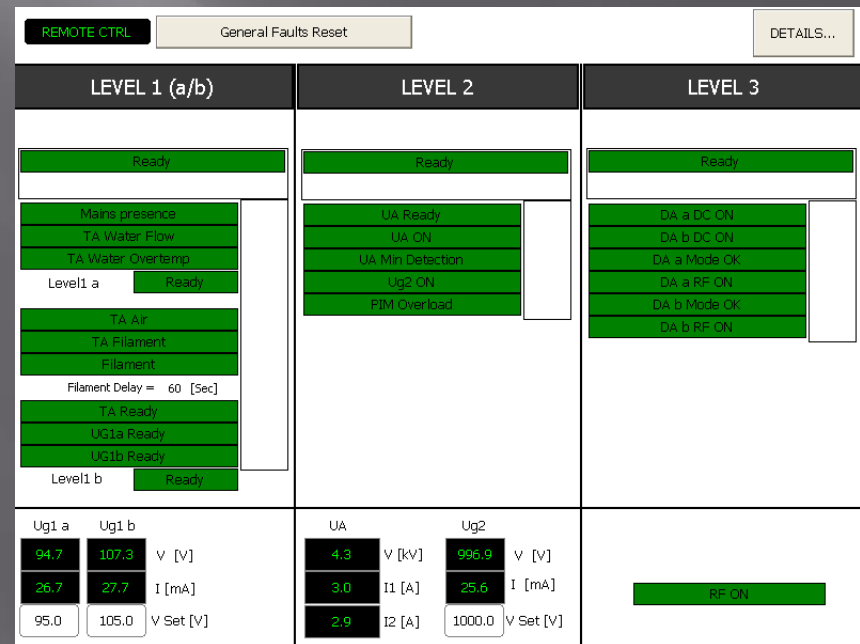 REMOTE CTRL General Faults Reset DETAILS...
LEVEL 1 (a/b) LEVEL 2 LEVEL 3
Ready Ready Ready
Mains presence
TA Water Flow
TA Water Overtemp
Level1 a Ready
TA Air
TA Filament
Filament
Filament Delay = 60 [Sec]
TA Ready
UG1a Ready
UG1b Ready
Level1 b Ready
UA Ready
UA ON
UA Min Detection
Ug2 ON
PIM Overload
DA a DC ON
DA b DC ON
DA a Mode OK
DA a RF ON
DA b Mode OK
DA b RF ON
Ug1 a Ug1 b
94.7 107.3 V [V]
26.7 27.7 I [mA]
95.0 105.0 V Set [V]
UA Ug2
4.3 V [kV] 996.9 V [V]
3.0 I1 [A] 25.6 I [mA]
2.9 I2 [A] 1000.0 V Set [V]
RF ON